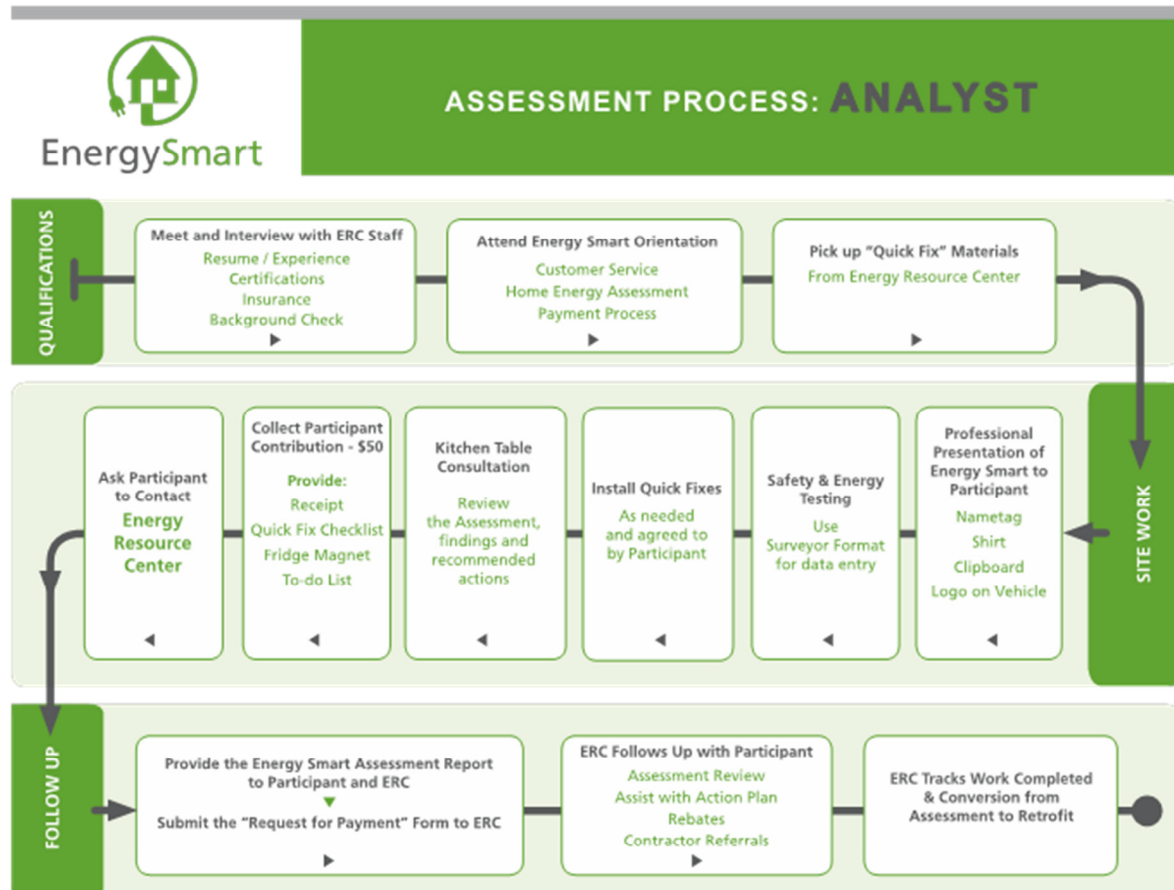 EnergySmart
ASSESSMENT PROCESS: ANALYST
QUALIFICATIONS
Meet and Interview with ERC Staff
Resume / Experience
Certifications
Insurance
Background Check
Attend Energy Smart Orientation
Customer Service
Home Energy Assessment
Payment Process
Pick up “Quick Fix” Materials
From Energy Resource Center
SITE WORK
Professional
Presentation of
Energy Smart to
Participant
Nametag
Shirt
Clipboard
Logo on Vehicle
Safety & Energy
Testing
Use
Surveyor Format
for data entry
Install Quick Fixes
As needed
and agreed to
by Participant
Kitchen Table
Consultation
Review
the Assessment,
findings and
recommended
actions
Collect Participant
Contribution - $50
Provide:
Receipt
Quick Fix Checklist
Fridge Magnet
To-do List
Ask Participant
to Contact
Energy
Resource
Center
FOLLOW UP
Provide the Energy Smart Assessment Report
to Participant and ERC
Submit the “Request for Payment” Form to ERC
ERC Follows Up with Participant
Assessment Review
Assist with Action Plan
Rebates
Contractor Referrals
ERC Tracks Work Completed
& Conversion from
Assessment to Retrofit